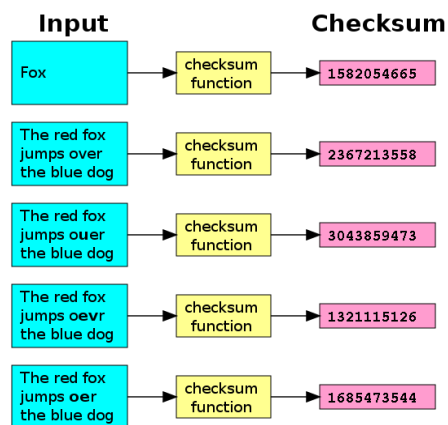 Input Checksum
Fox
checksum
function
1582054665
The red fox
jumps over
the blue dog
checksum
function
2367213558
The red fox
jumps ouer
the blue dog
checksum
function
3043859473
The red fox
jumps oevr
the blue dog
checksum
function
1321115126
The red fox
jumps oer
the blue dog
checksum
function
1685473544